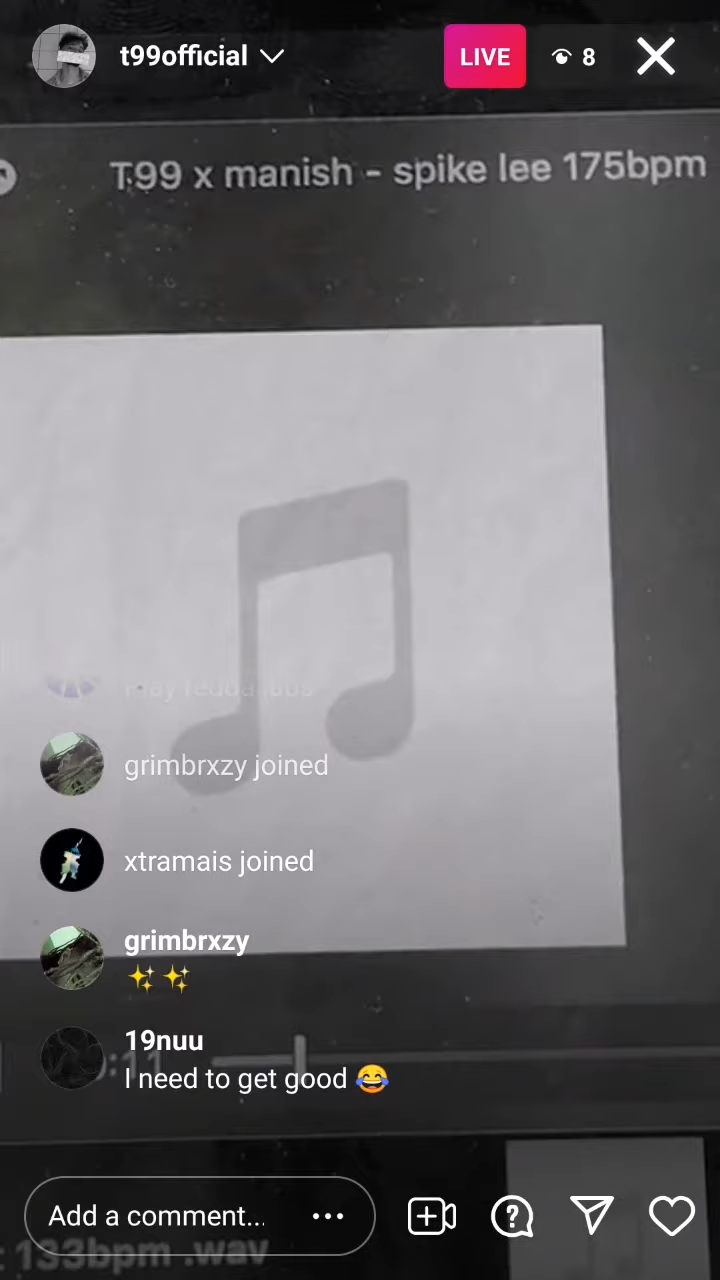 t99official
LIVE
8
T.99 x manish - spike lee 175bpm
grimbrxzy joined
xtramais joined
grimbrxzy
✨✨
19nuu
:11
I need to get good 😂
Add a comment...
133bpm .wav